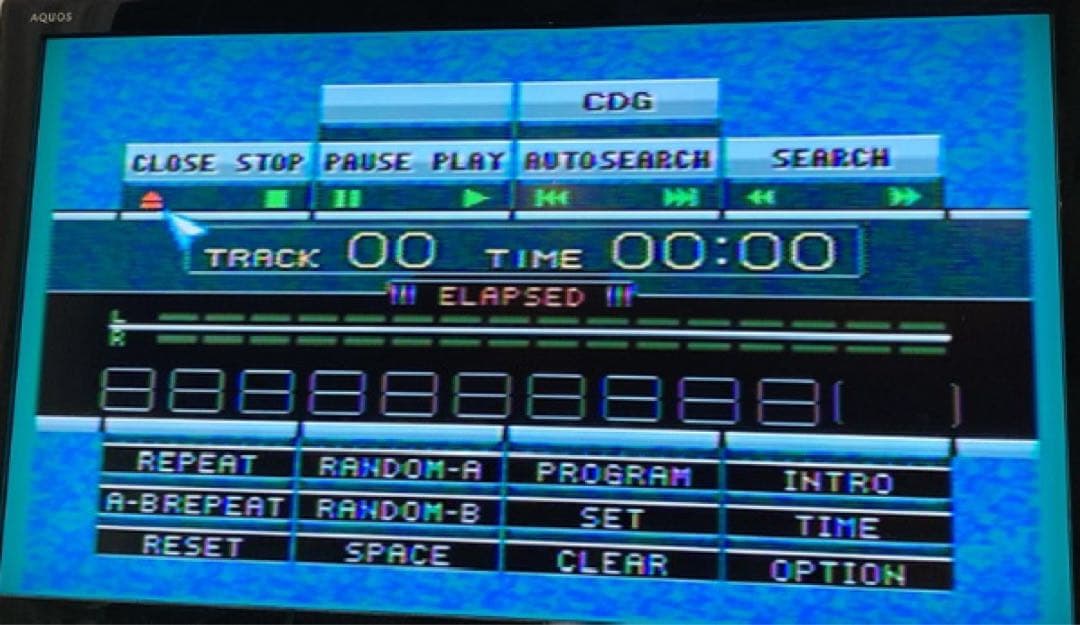 AQUOS
CDG
CLOSE STOP PAUSE PLAY AUTOSEARCH SEARCH
TRACK 00 TIME 00:00
ELAPSED
L
R
REPEAT RANDOM-A PROGRAM INTRO
A-BREPEAT RANDOM-B SET TIME
RESET SPACE CLEAR OPTION